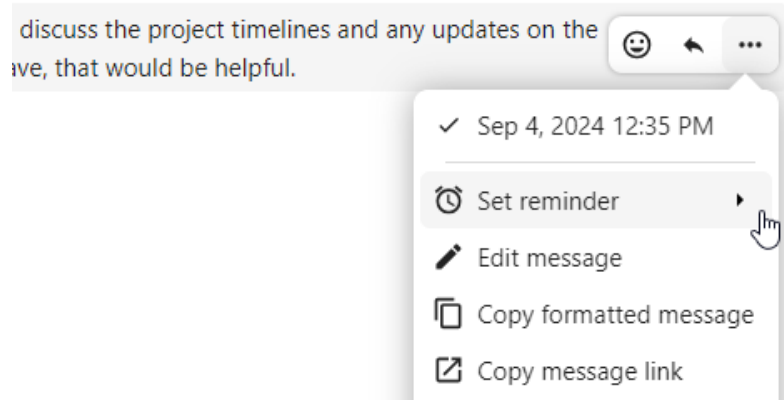 discuss the project timelines and any updates on the
that would be helpful.
Sep 4, 2024 12:35 PM
Set reminder
Edit message
Copy formatted message
Copy message link